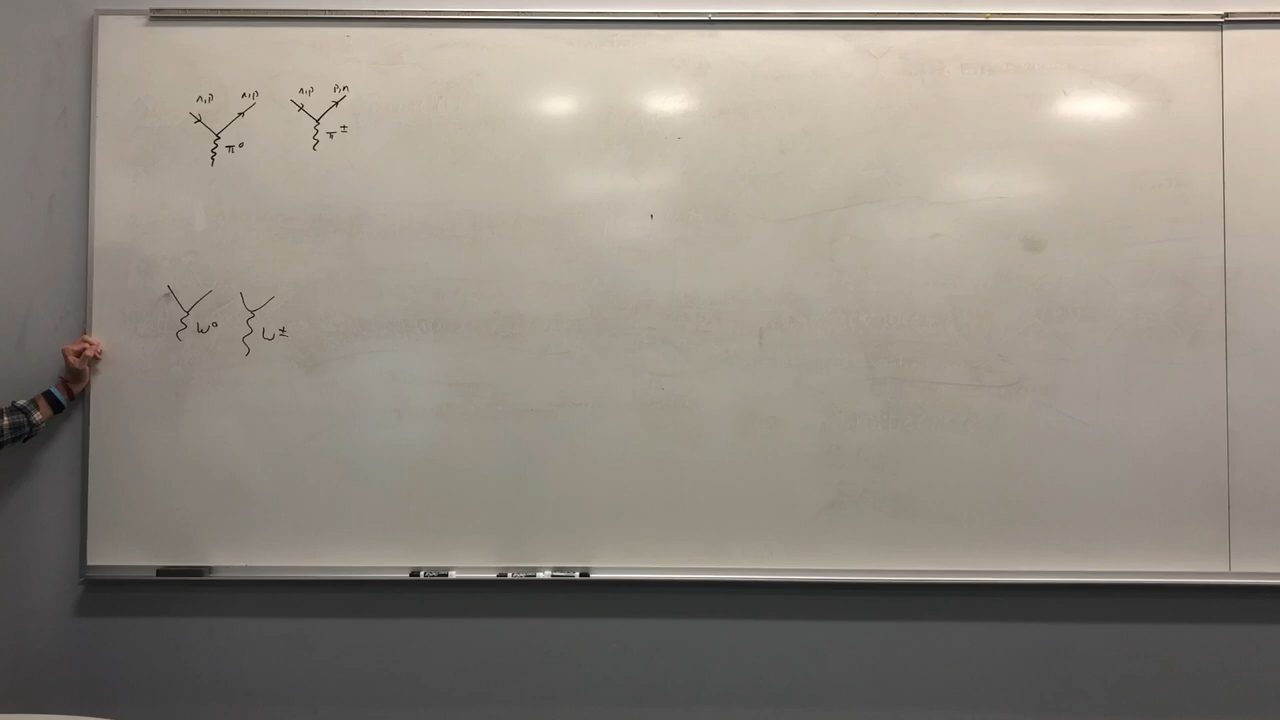 n,p n,p n,p p,n
π⁰ π±
W⁰ W±